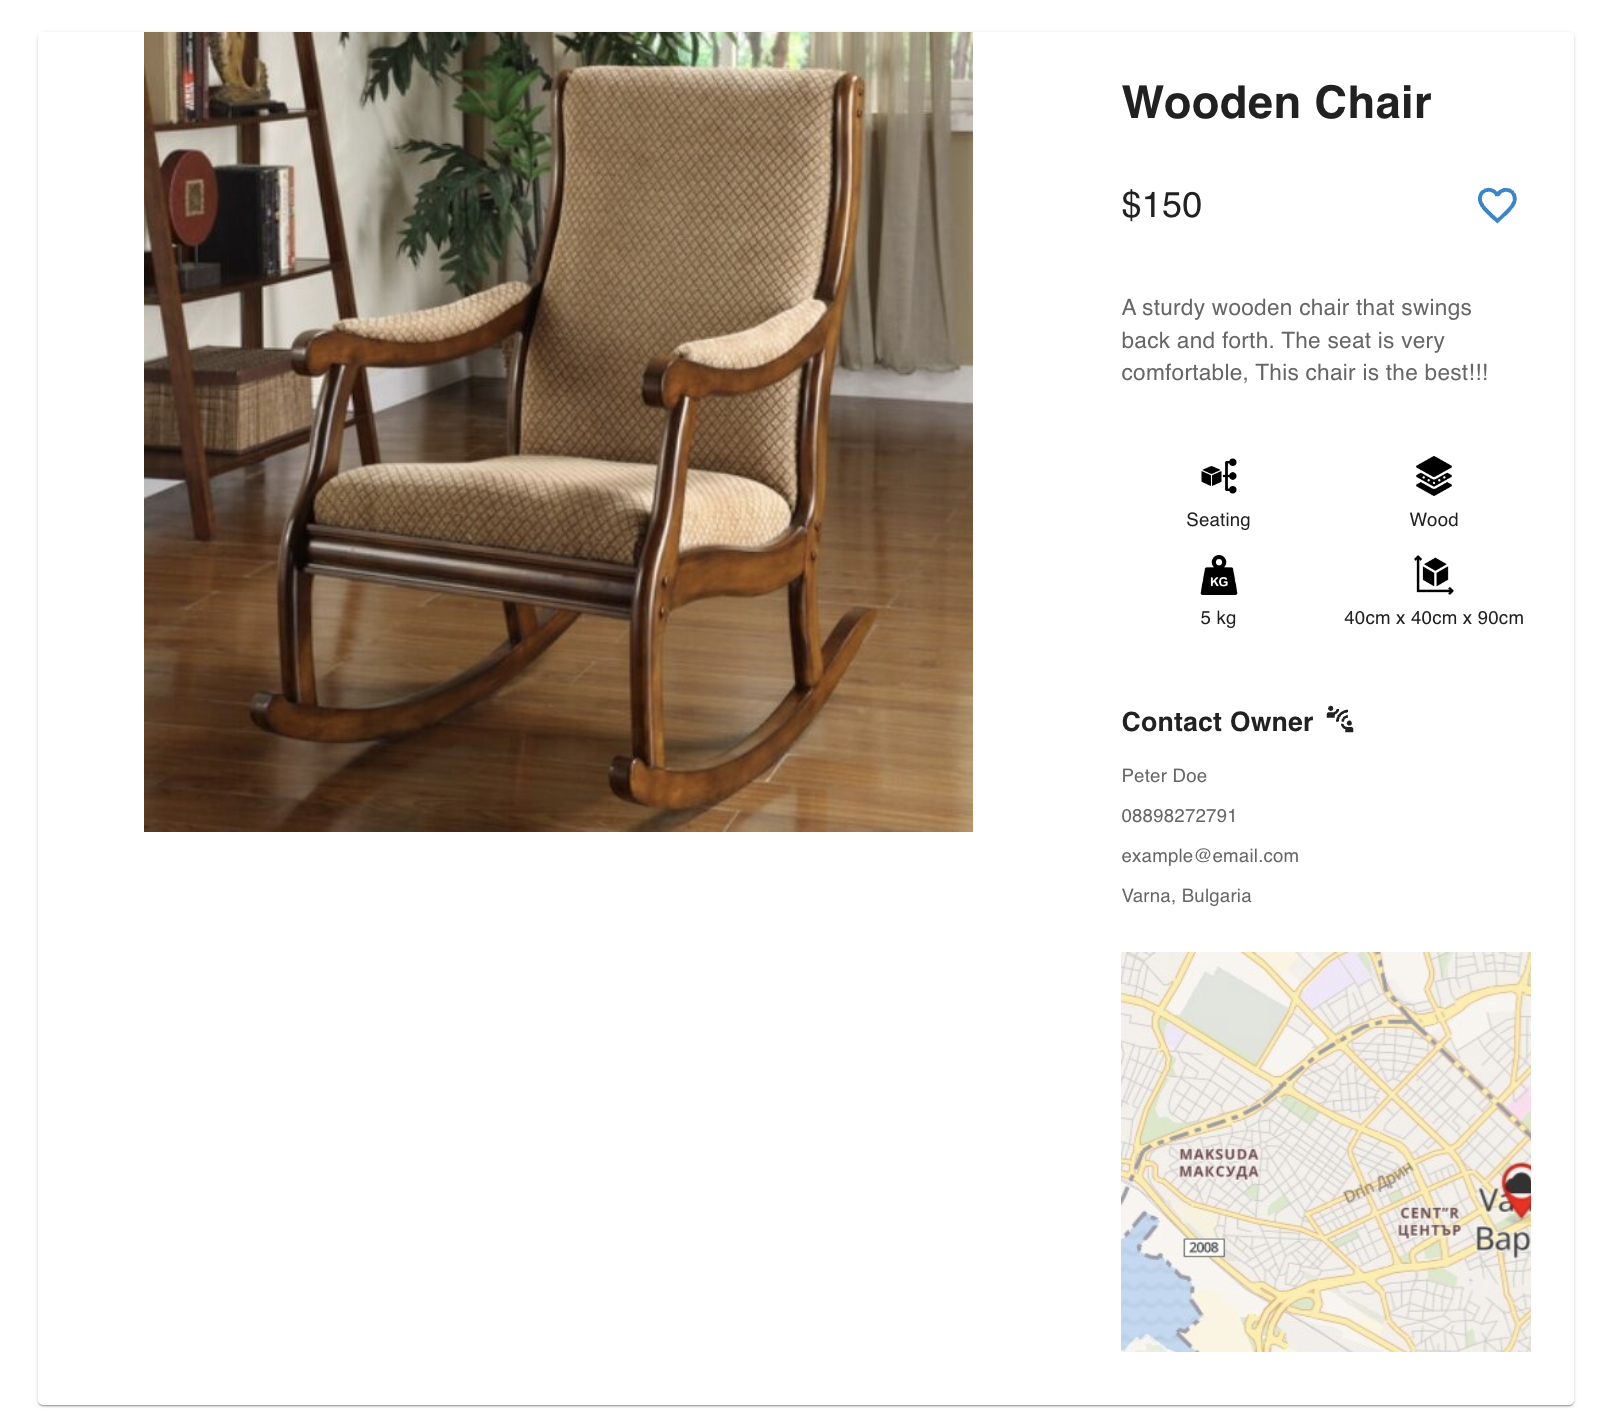 Wooden Chair
$150
A sturdy wooden chair that swings
back and forth. The seat is very
comfortable, This chair is the best!!!
Seating
Wood
KG
5 kg
40cm x 40cm x 90cm
Contact Owner
Peter Doe
08898272791
example@email.com
Varna, Bulgaria
MAKSUDA
МАКСУДА
Drin Дрин
CENT"R
ЦЕНТЪР
Va
Вар
2008